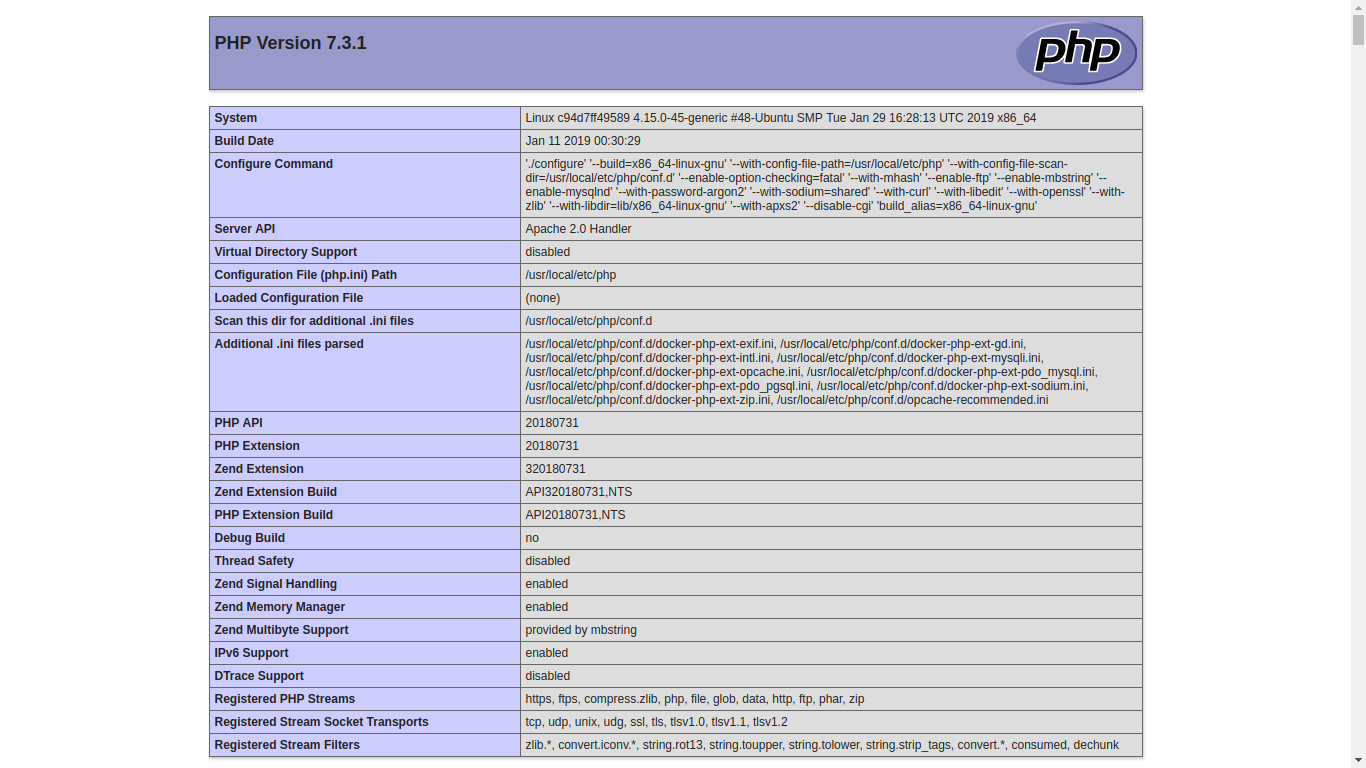 PHP Version 7.3.1
php
System Linux c94d7ff49589 4.15.0-45-generic #48-Ubuntu SMP Tue Jan 29 16:28:13 UTC 2019 x86_64
Build Date Jan 11 2019 00:30:29
Configure Command './configure' '--build=x86_64-linux-gnu' '--with-config-file-path=/usr/local/etc/php' '--with-config-file-scan-
dir=/usr/local/etc/php/conf.d' '--enable-option-checking=fatal' '--with-mhash' '--enable-ftp' '--enable-mbstring' '--
enable-mysqlnd' '--with-password-argon2' '--with-sodium=shared' '--with-curl' '--with-libedit' '--with-openssl' '--with-
zlib' '--with-libdir=lib/x86_64-linux-gnu' '--with-apxs2' '--disable-cgi' 'build_alias=x86_64-linux-gnu'
Server API Apache 2.0 Handler
Virtual Directory Support disabled
Configuration File (php.ini) Path /usr/local/etc/php
Loaded Configuration File (none)
Scan this dir for additional .ini files /usr/local/etc/php/conf.d
Additional .ini files parsed /usr/local/etc/php/conf.d/docker-php-ext-exif.ini, /usr/local/etc/php/conf.d/docker-php-ext-gd.ini,
/usr/local/etc/php/conf.d/docker-php-ext-intl.ini, /usr/local/etc/php/conf.d/docker-php-ext-mysqli.ini,
/usr/local/etc/php/conf.d/docker-php-ext-opcache.ini, /usr/local/etc/php/conf.d/docker-php-ext-pdo_mysql.ini,
/usr/local/etc/php/conf.d/docker-php-ext-pdo_pgsql.ini, /usr/local/etc/php/conf.d/docker-php-ext-sodium.ini,
/usr/local/etc/php/conf.d/docker-php-ext-zip.ini, /usr/local/etc/php/conf.d/opcache-recommended.ini
PHP API 20180731
PHP Extension 20180731
Zend Extension 320180731
Zend Extension Build API320180731,NTS
PHP Extension Build API20180731,NTS
Debug Build no
Thread Safety disabled
Zend Signal Handling enabled
Zend Memory Manager enabled
Zend Multibyte Support provided by mbstring
IPv6 Support enabled
DTrace Support disabled
Registered PHP Streams https, ftps, compress.zlib, php, file, glob, data, http, ftp, phar, zip
Registered Stream Socket Transports tcp, udp, unix, udg, ssl, tls, tlsv1.0, tlsv1.1, tlsv1.2
Registered Stream Filters zlib.*, convert.iconv.*, string.rot13, string.toupper, string.tolower, string.strip_tags, convert.*, consumed, dechunk